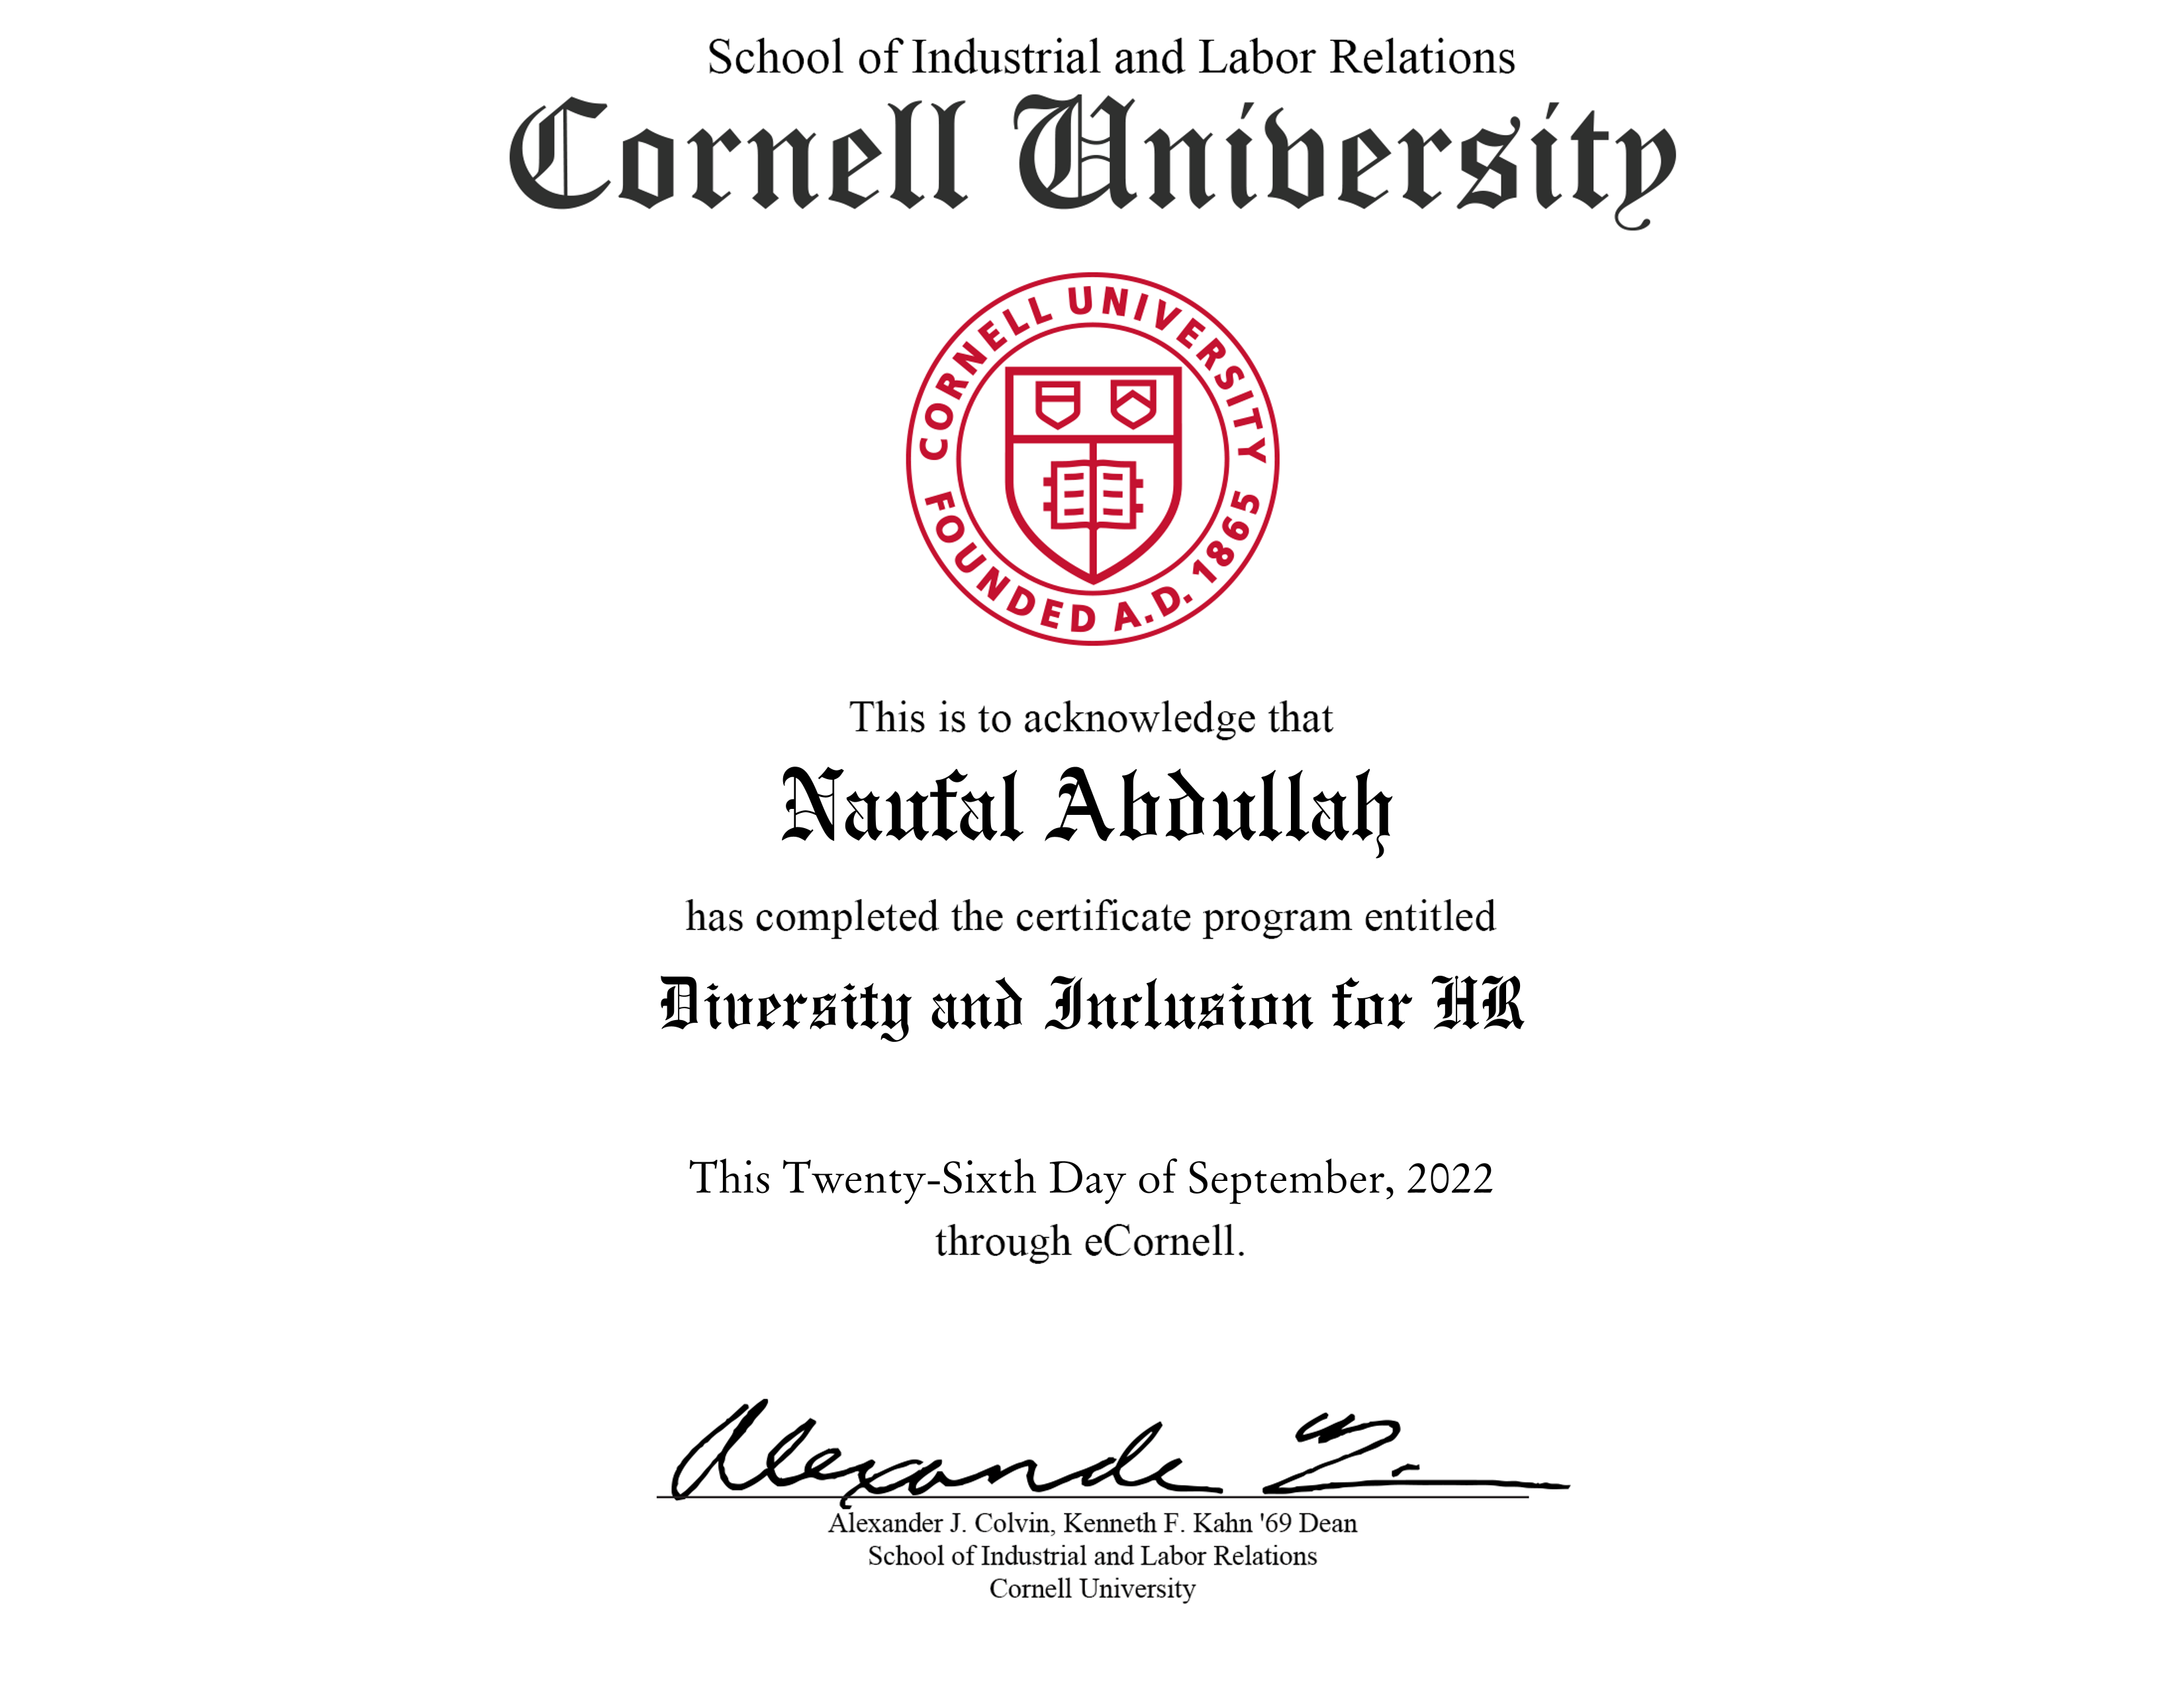 School of Industrial and Labor Relations
Cornell University
CORNELL UNIVERSITY
FOUNDED A.D. 1865
This is to acknowledge that
Naufal Abdullah
has completed the certificate program entitled
Diversity and Inclusion for HR
This Twenty-Sixth Day of September, 2022
through eCornell.
Alexander J. Colvin, Kenneth F. Kahn '69 Dean
School of Industrial and Labor Relations
Cornell University